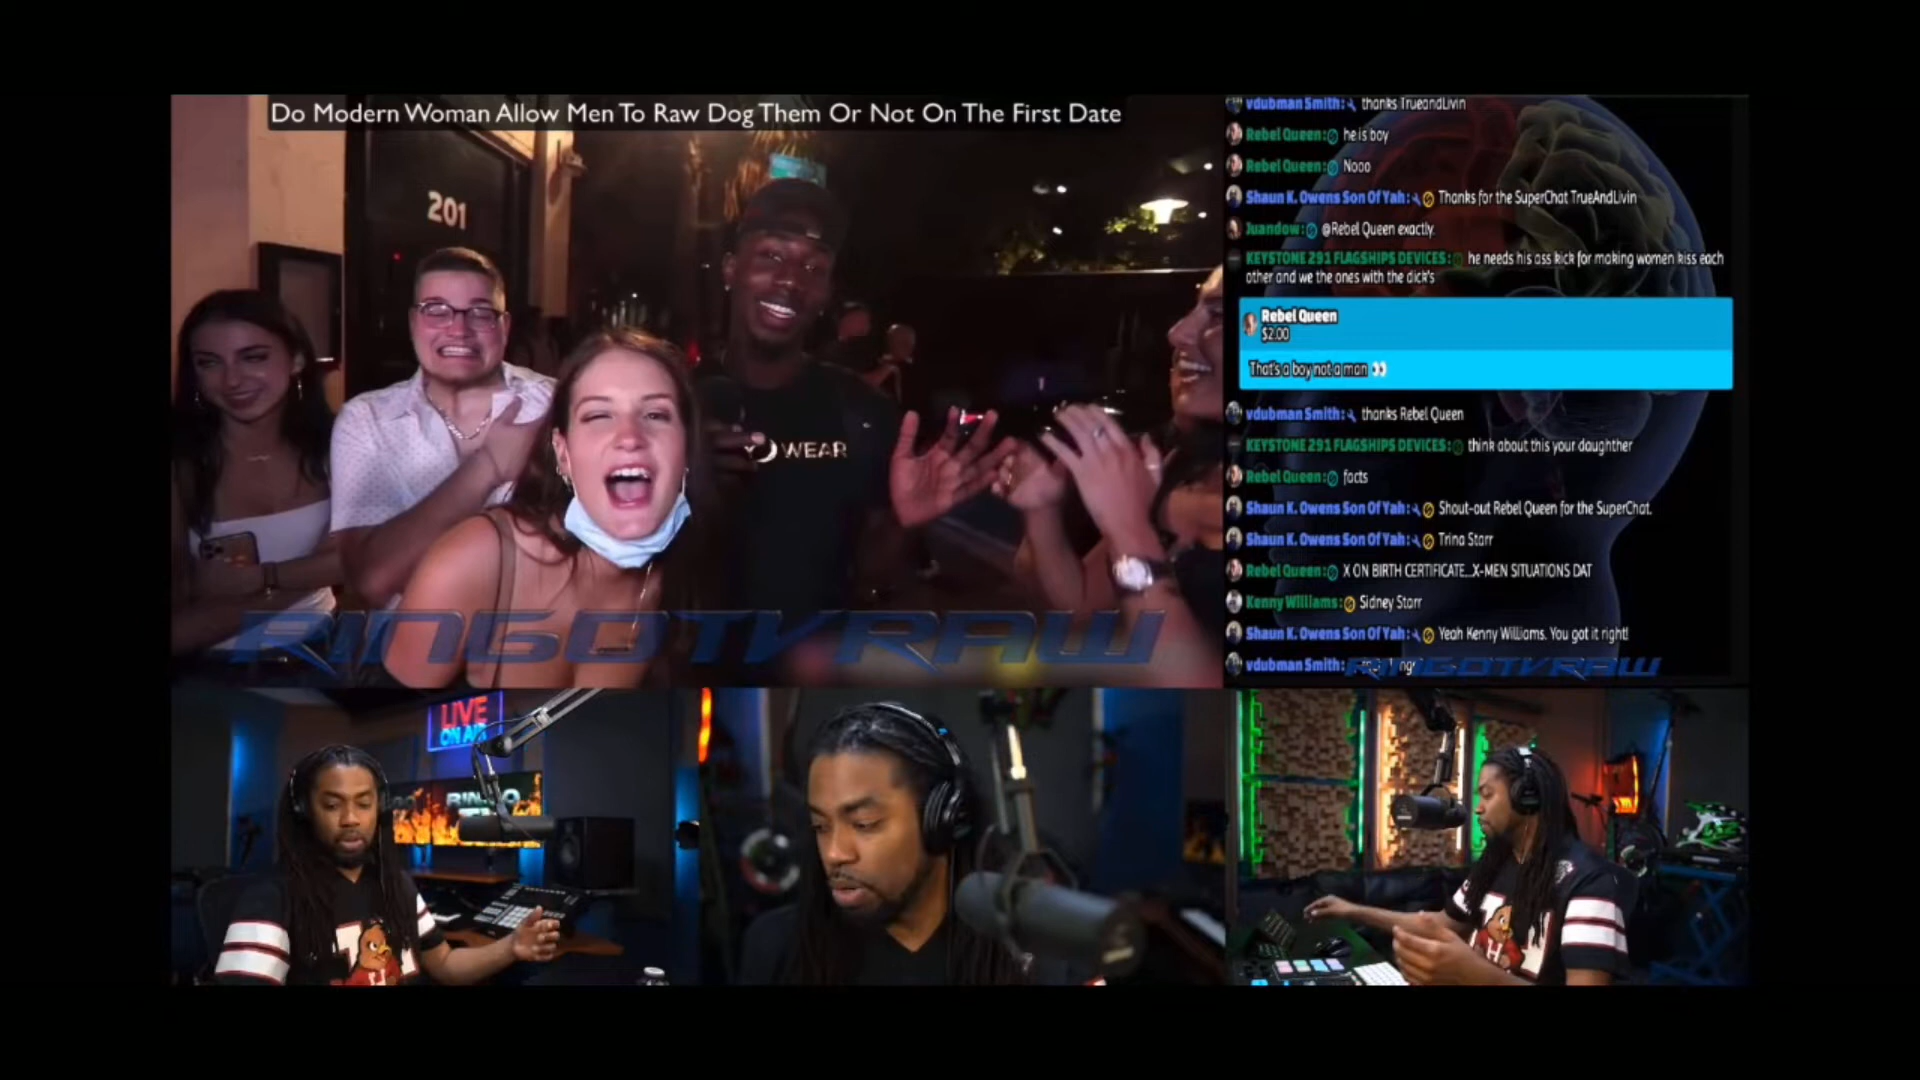 Do Modern Woman Allow Men To Raw Dog Them Or Not On The First Date
201
WEAR
RINGOTVRAW
vdubman Smith: thanks TrueandLivin
Rebel Queen: he is boy
Rebel Queen: Nooo
Shaun K. Owens Son Of Yah: Thanks for the SuperChat TrueAndLivin
Juandow: @Rebel Queen exactly.
KEYSTONE 291 FLAGSHIPS DEVICES: he needs his ass kick for making women kiss each
other and we the ones with the dick's
Rebel Queen
$2.00
That's a boy not a man 👀
vdubman Smith: thanks Rebel Queen
KEYSTONE 291 FLAGSHIPS DEVICES: think about this your daughther
Rebel Queen: facts
Shaun K. Owens Son Of Yah: Shout-out Rebel Queen for the SuperChat.
Shaun K. Owens Son Of Yah: Trina Starr
Rebel Queen: X ON BIRTH CERTIFICATE...X-MEN SITUATIONS DAT
Kenny Williams: Sidney Starr
Shaun K. Owens Son Of Yah: Yeah Kenny Williams. You got it right!
vdubman Smith:
RINGOTVRAW
LIVE
ON AIR
H